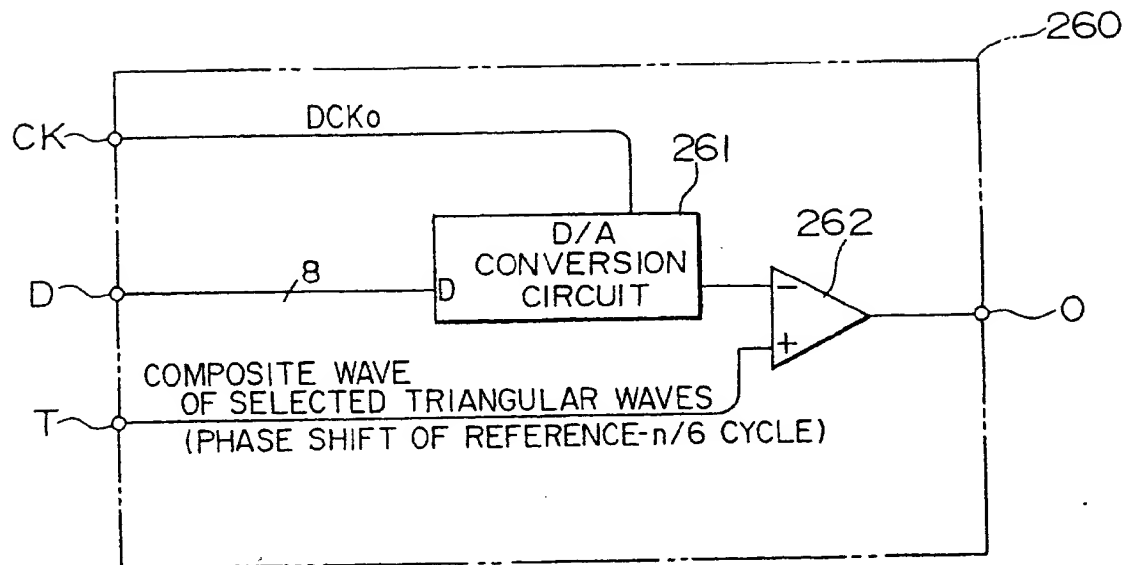 260
CK
DCKo
261
D/A
CONVERSION
CIRCUIT
D
262
D
8
−
+
O
COMPOSITE WAVE
OF SELECTED TRIANGULAR WAVES
(PHASE SHIFT OF REFERENCE-n/6 CYCLE)
T